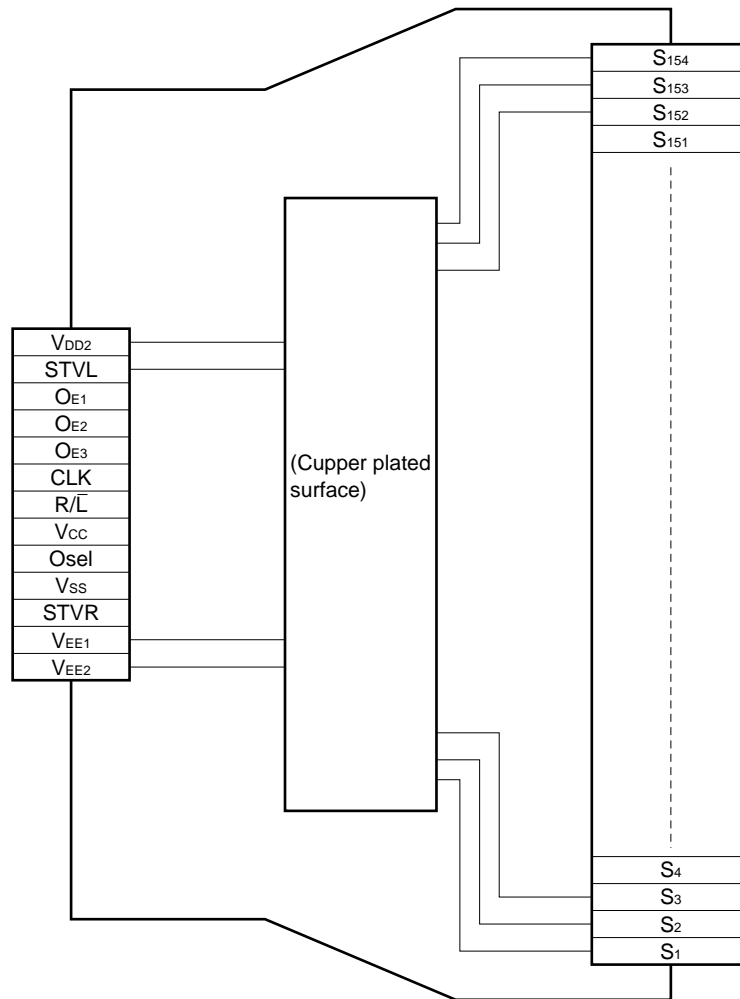 S154
S153
S152
S151
VDD2
STVL
OE1
OE2
OE3
CLK
R/L̅
VCC
Osel
VSS
STVR
VEE1
VEE2
(Cupper plated
surface)
S4
S3
S2
S1